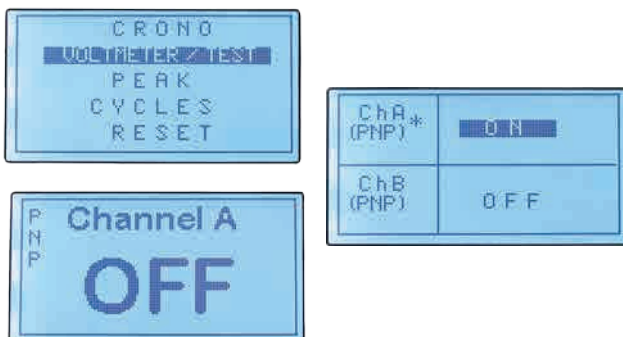 CRONO
VOLTMETER / TEST
PEAK
CYCLES
RESET
ChA
(PNP)*
ON
ChB
(PNP)
OFF
PNP
Channel A
OFF